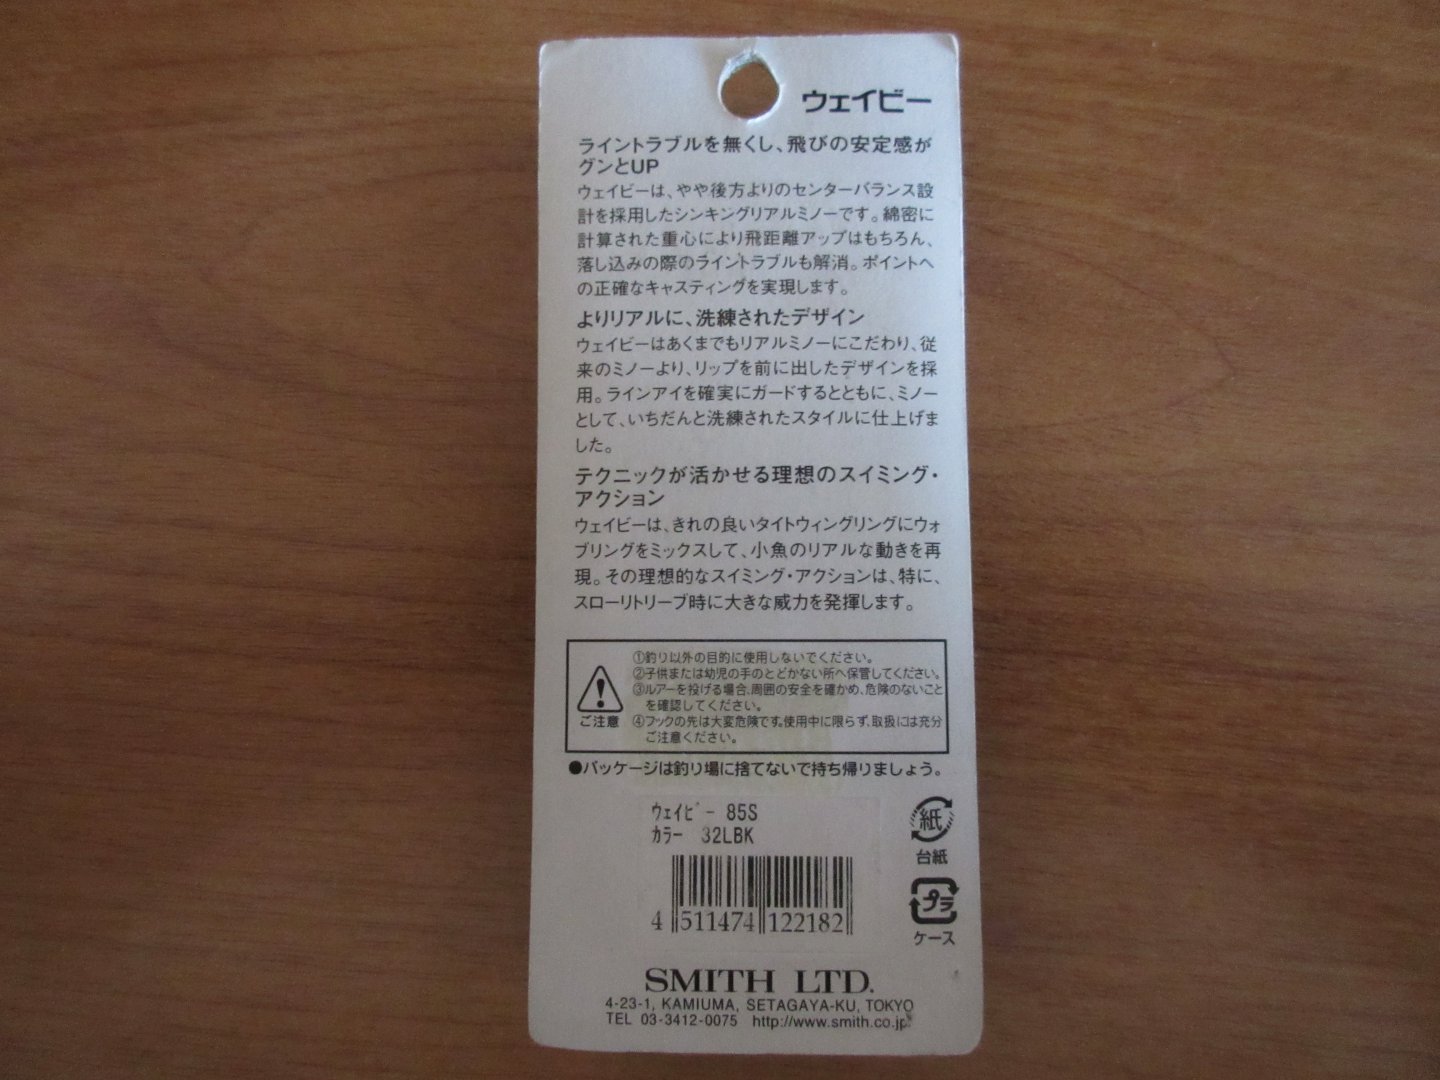 ウェイビー
ライントラブルを無くし、飛びの安定感が
グンとUP
ウェイビーは、やや後方よりのセンターバランス設
計を採用したシンキングリアルミノーです。綿密に
計算された重心により飛距離アップはもちろん、
落し込みの際のライントラブルも解消。ポイントへ
の正確なキャスティングを実現します。
よりリアルに、洗練されたデザイン
ウェイビーはあくまでもリアルミノーにこだわり、従
来のミノーより、リップを前に出したデザインを採
用。ラインアイを確実にガードするとともに、ミノー
として、いちだんと洗練されたスタイルに仕上げま
した。
テクニックが活かせる理想のスイミング・
アクション
ウェイビーは、きれの良いタイトウィングリングにウォ
ブリングをミックスして、小魚のリアルな動きを再
現。その理想的なスイミング・アクションは、特に、
スローリトリーブ時に大きな威力を発揮します。
ご注意
①釣り以外の目的に使用しないでください。
②子供または幼児の手のとどかない所へ保管してください。
③ルアーを投げる場合、周囲の安全を確かめ、危険のないこと
を確認してください。
④フックの先は大変危険です。使用中に限らず、取扱には充分
ご注意ください。
●パッケージは釣り場に捨てないで持ち帰りましょう。
ウェイビー 85S
カラー 32LBK
4 511474 122182
紙
台紙
プラ
ケース
SMITH LTD.
4-23-1, KAMIUMA, SETAGAYA-KU, TOKYO
TEL 03-3412-0075 http://www.smith.co.jp